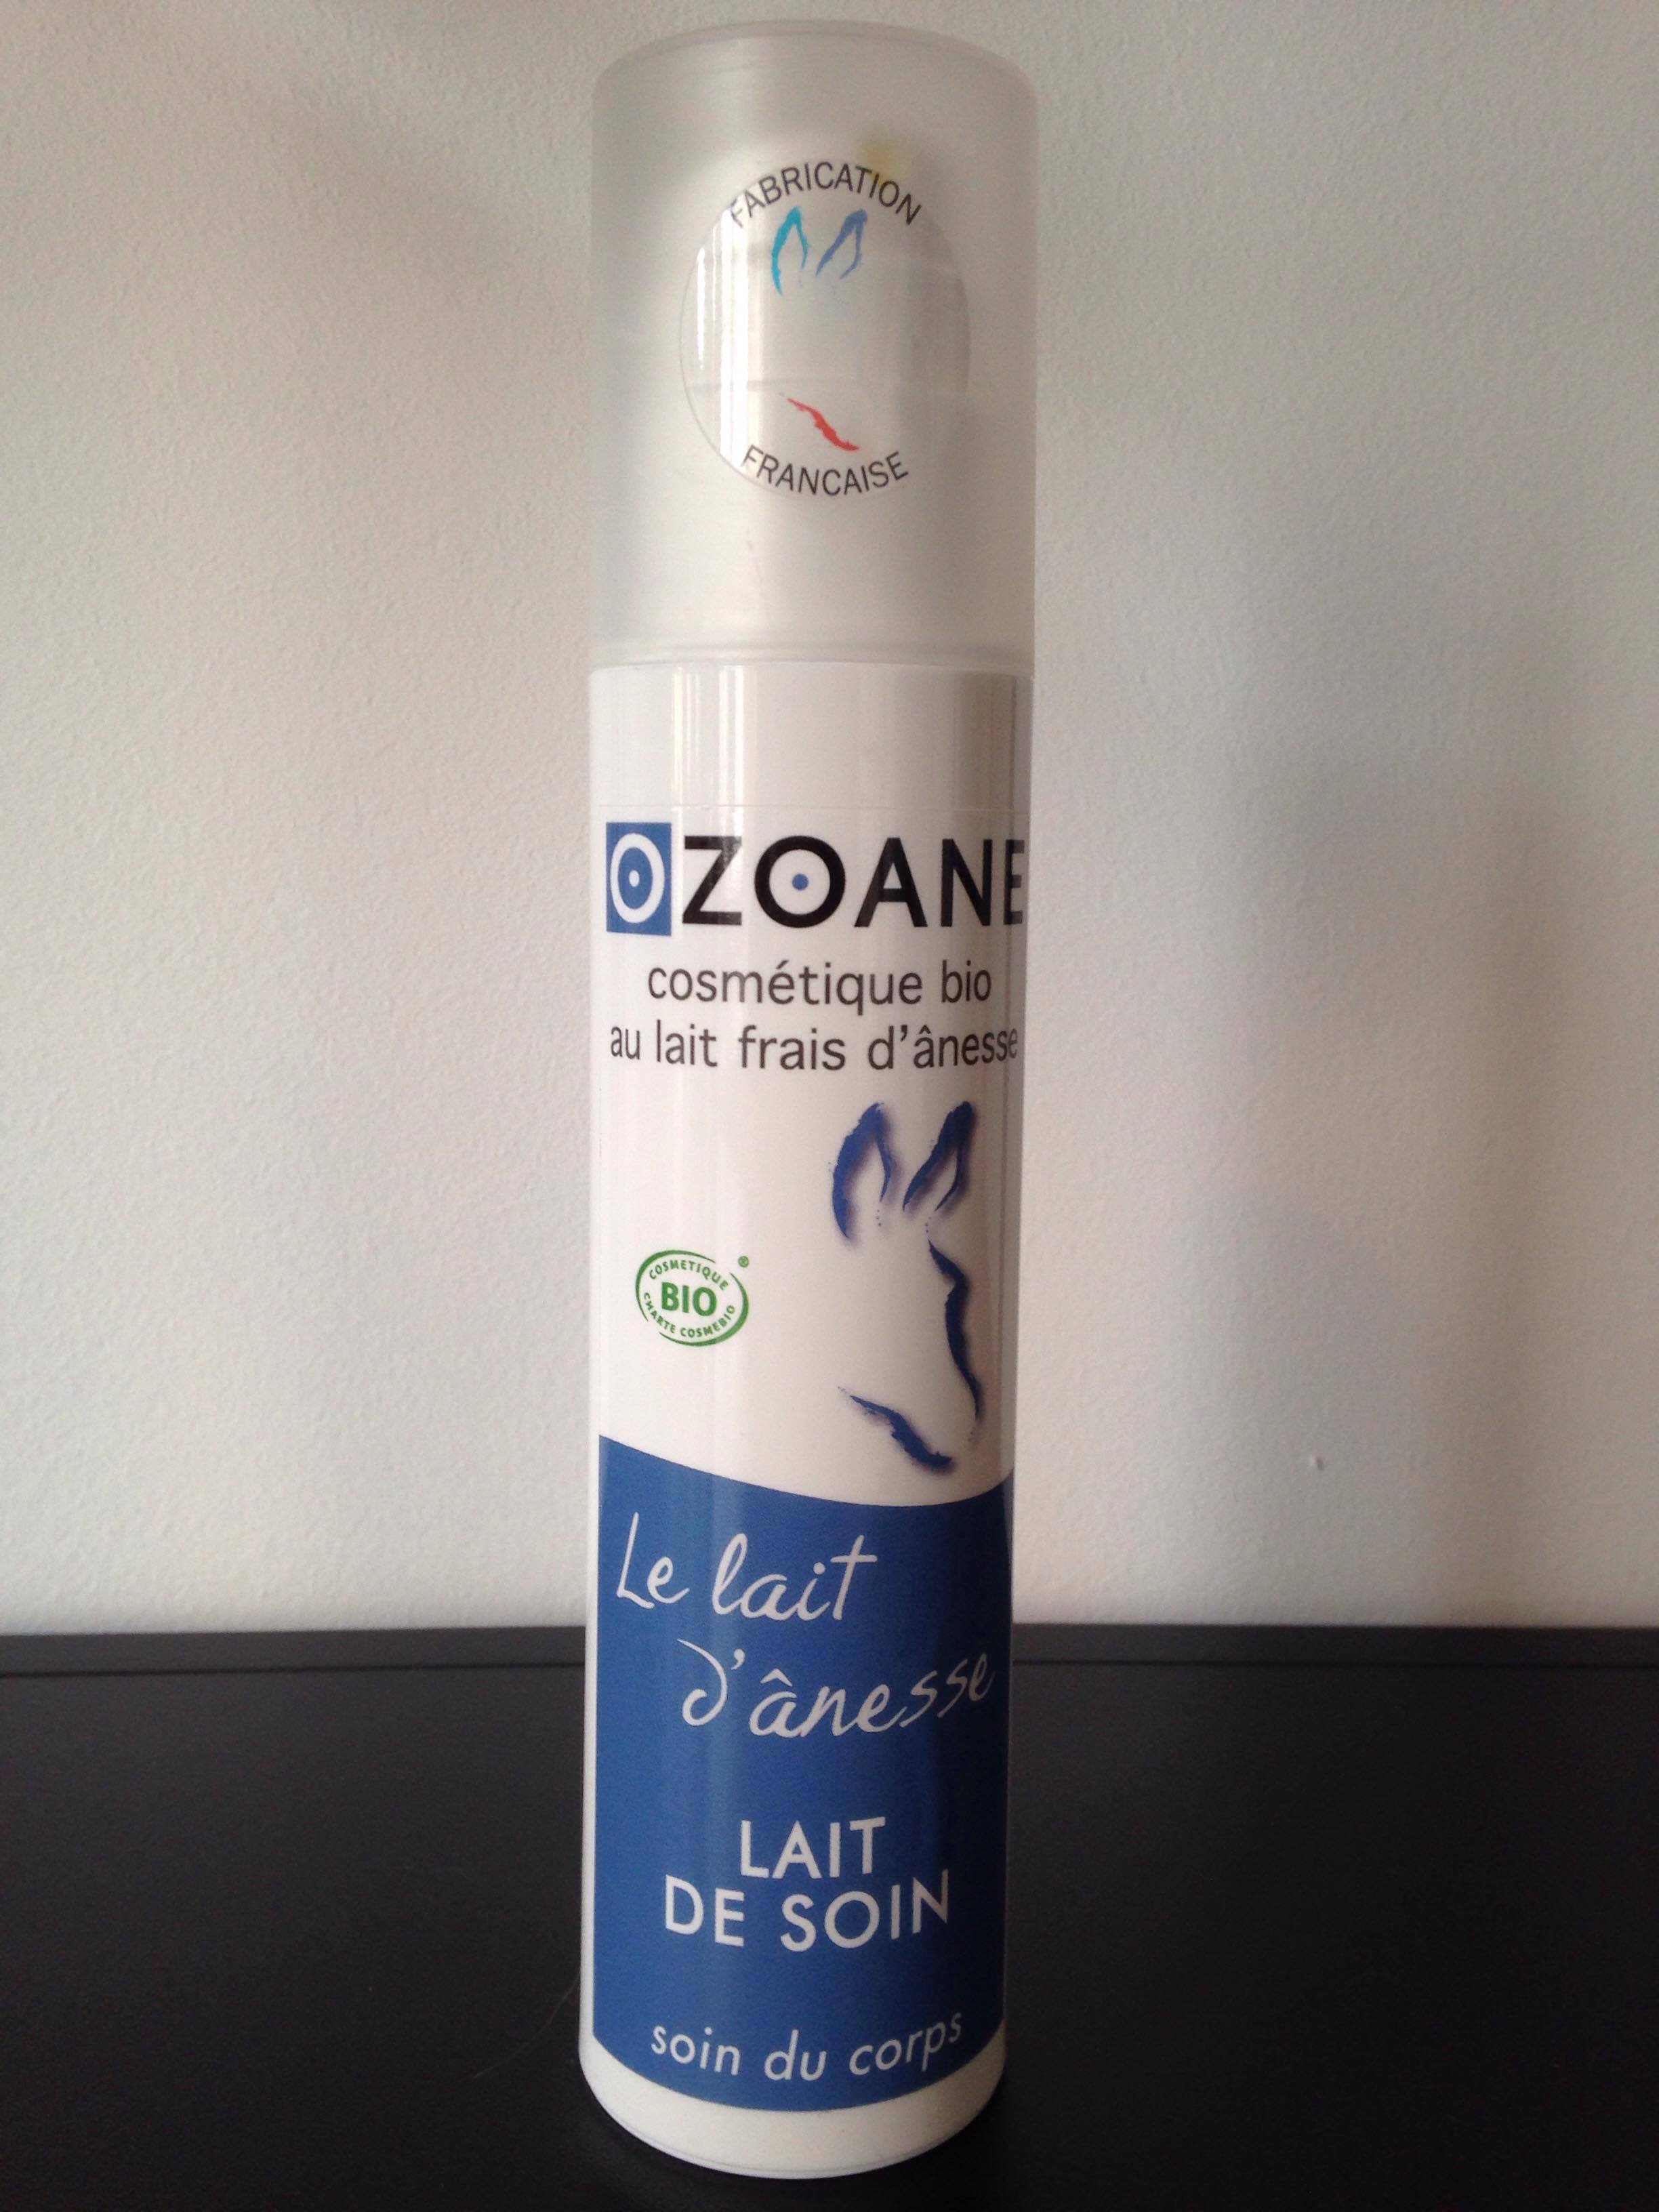 FABRICATION
FRANCAISE
OZOANE
cosmétique bio
au lait frais d'ânesse
COSMETIQUE ®
BIO
CHARTE COSMEBIO
Le lait
d'ânesse
LAIT
DE SOIN
soin du corps